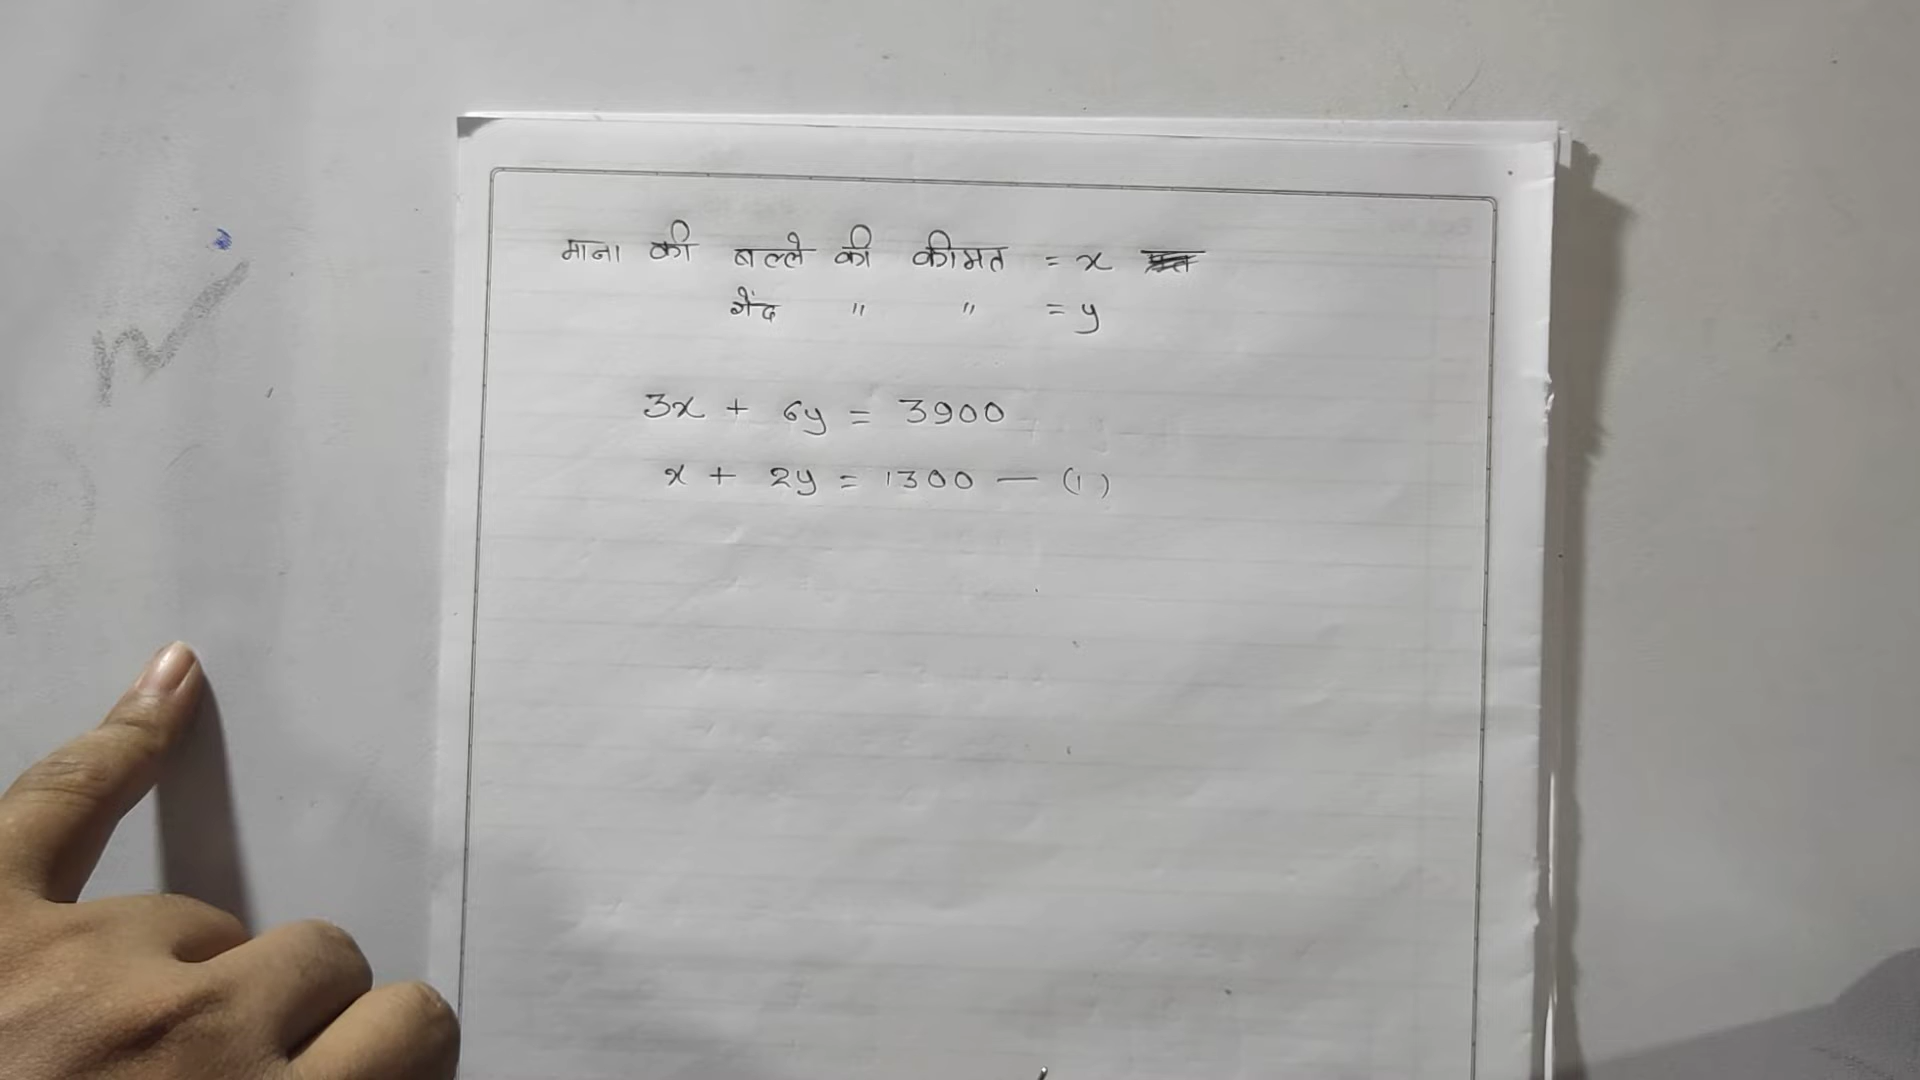 माना की बल्ले की कीमत = x
गेंद " " = y
3x + 6y = 3900
x + 2y = 1300 — (1)